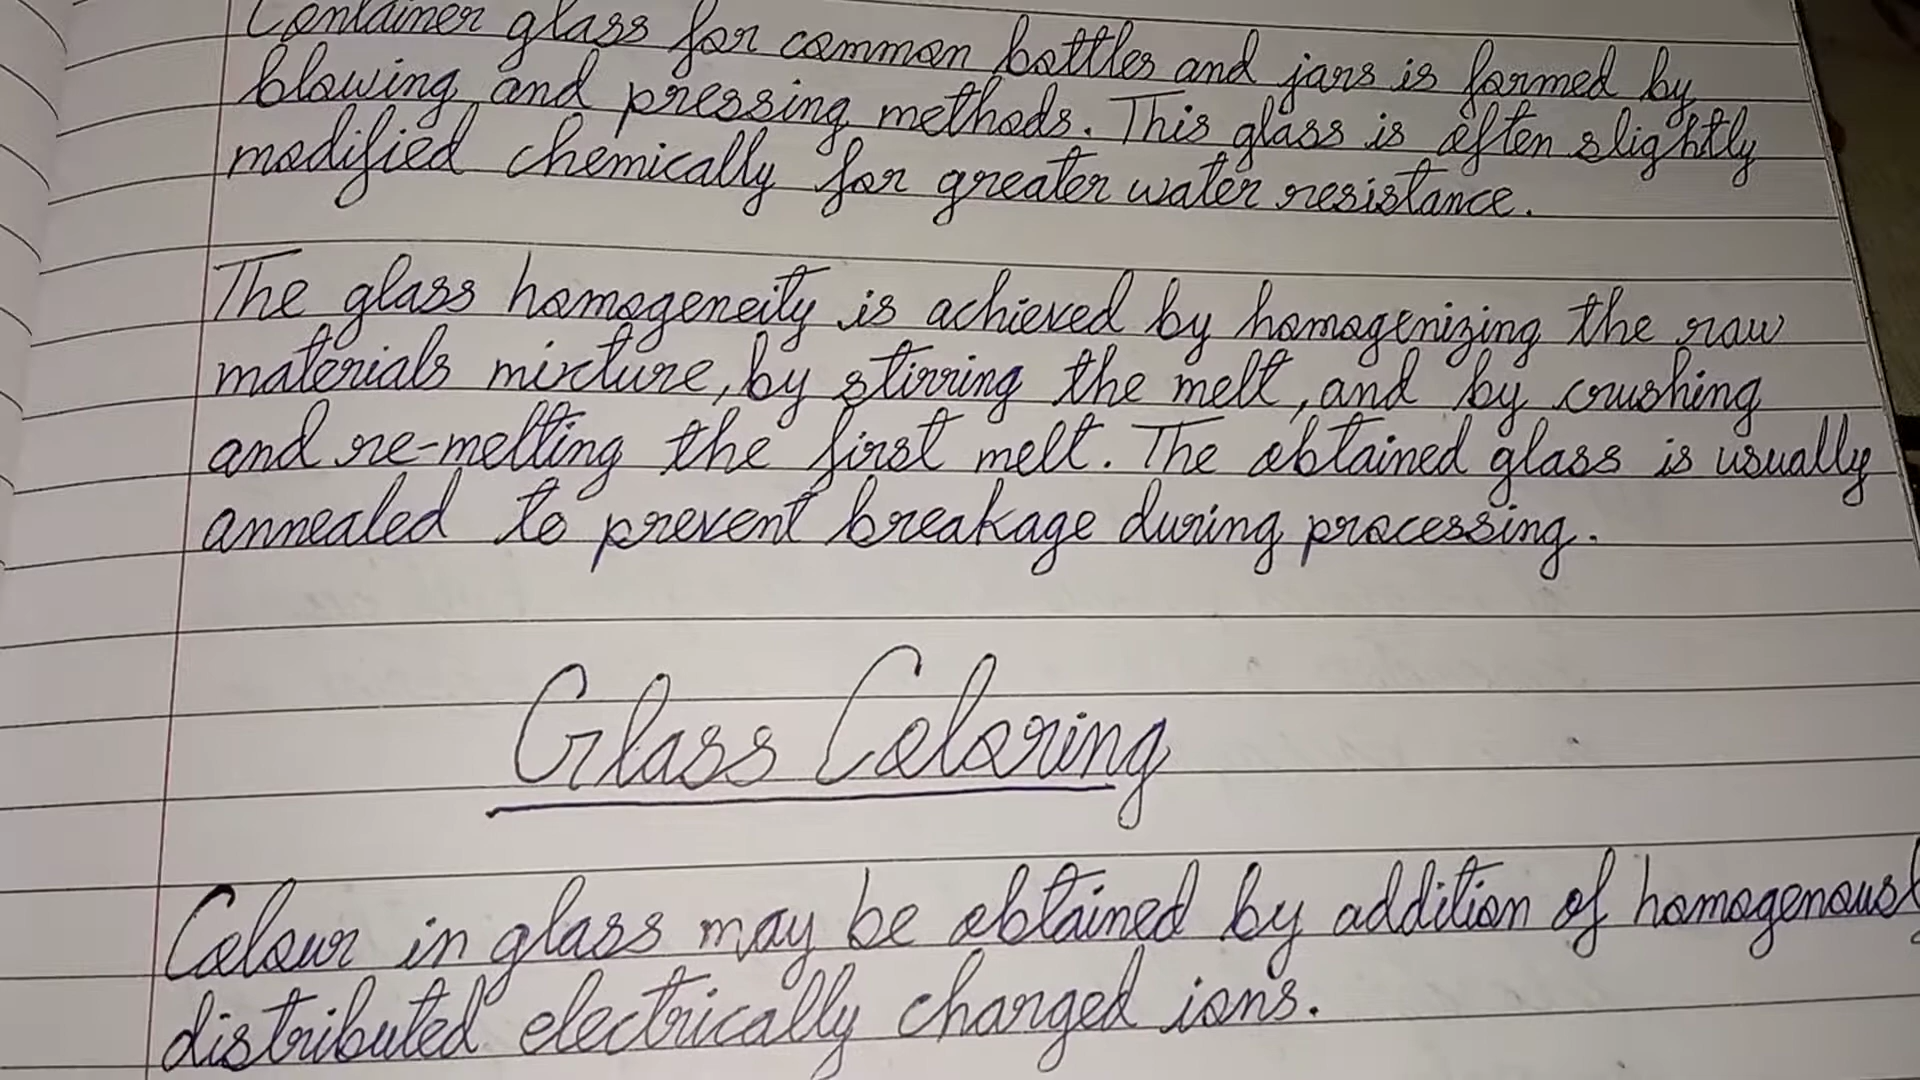 Container glass for common bottles and jars is formed by
blowing and pressing methods. This glass is often slightly
modified chemically for greater water resistance.
The glass homogeneity is achieved by homogenizing the raw
materials mixture, by stirring the melt, and by crushing
and re-melting the first melt. The obtained glass is usually
annealed to prevent breakage during processing.
Glass Coloring
Colour in glass may be obtained by addition of homogenously
distributed electrically charged ions.